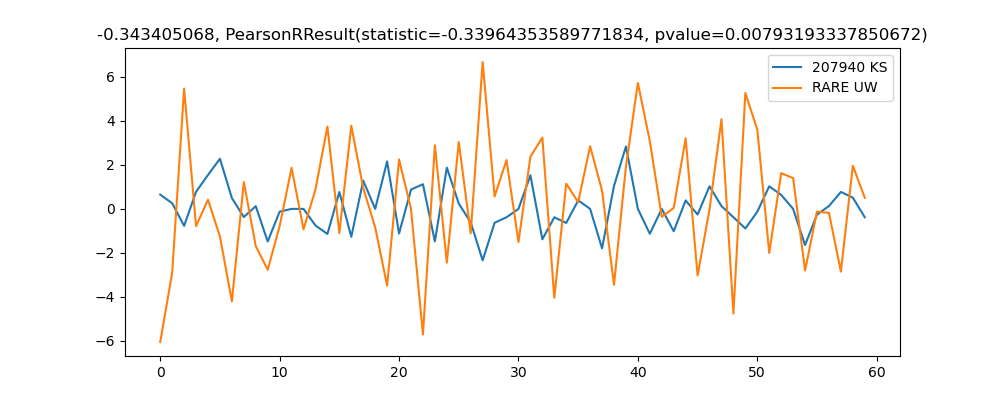 -0.343405068, PearsonRResult(statistic=-0.33964353589771834, pvalue=0.00793193337850672)
207940 KS
RARE UW
6
4
2
0
−2
−4
−6
0 10 20 30 40 50 60